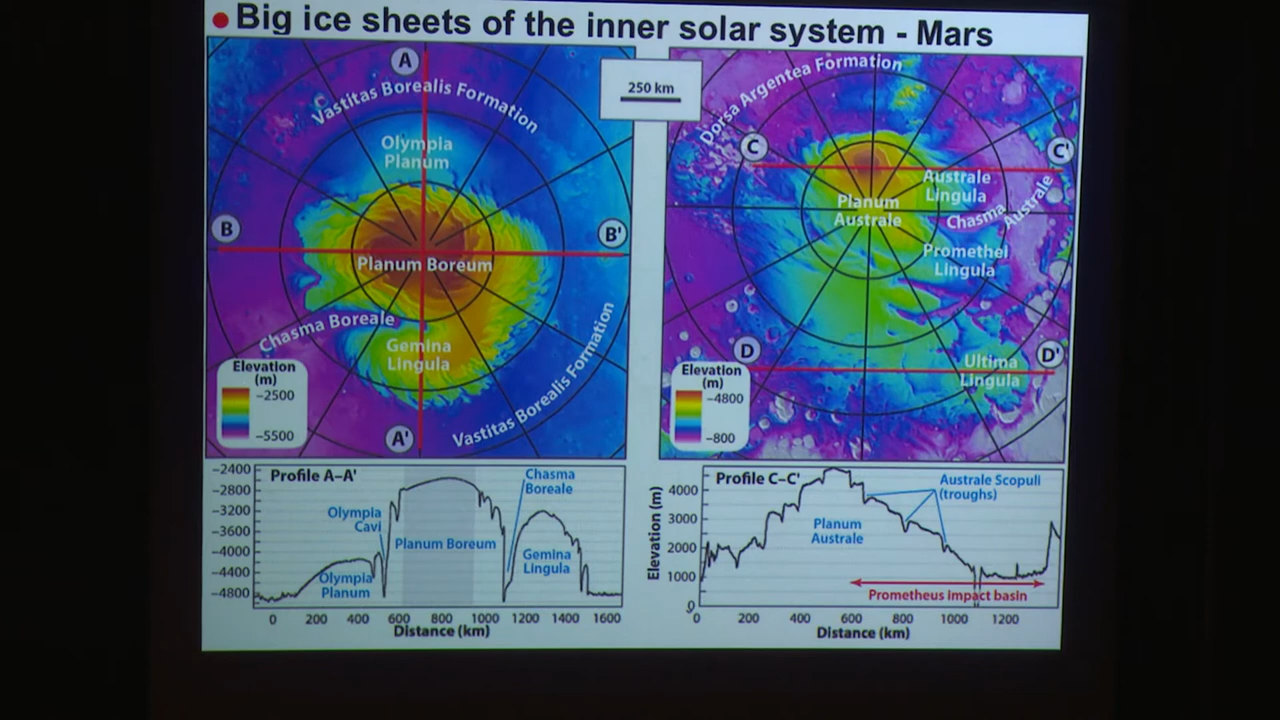 • Big ice sheets of the inner solar system - Mars
A
Vastitas Borealis Formation
Olympia
Planum
B
B'
Planum Boreum
Chasma Boreale
Gemina
Lingula
Vastitas Borealis Formation
A'
Elevation
(m)
–2500
–5500
250 km
Dorsa Argentea Formation
C
C'
Australe
Lingula
Planum
Australe
Chasma Australe
Promethei
Lingula
D
D'
Ultima
Lingula
Elevation
(m)
–4800
–800
Profile A–A'
–2400
–2800
–3200
–3600
–4000
–4400
–4800
Olympia
Cavi
Chasma
Boreale
Planum Boreum
Gemina
Lingula
Olympia
Planum
0 200 400 600 800 1000 1200 1400 1600
Distance (km)
Profile C–C'
Elevation (m)
4000
3000
2000
1000
0
Australe Scopuli
(troughs)
Planum
Australe
Prometheus impact basin
0 200 400 600 800 1000 1200
Distance (km)